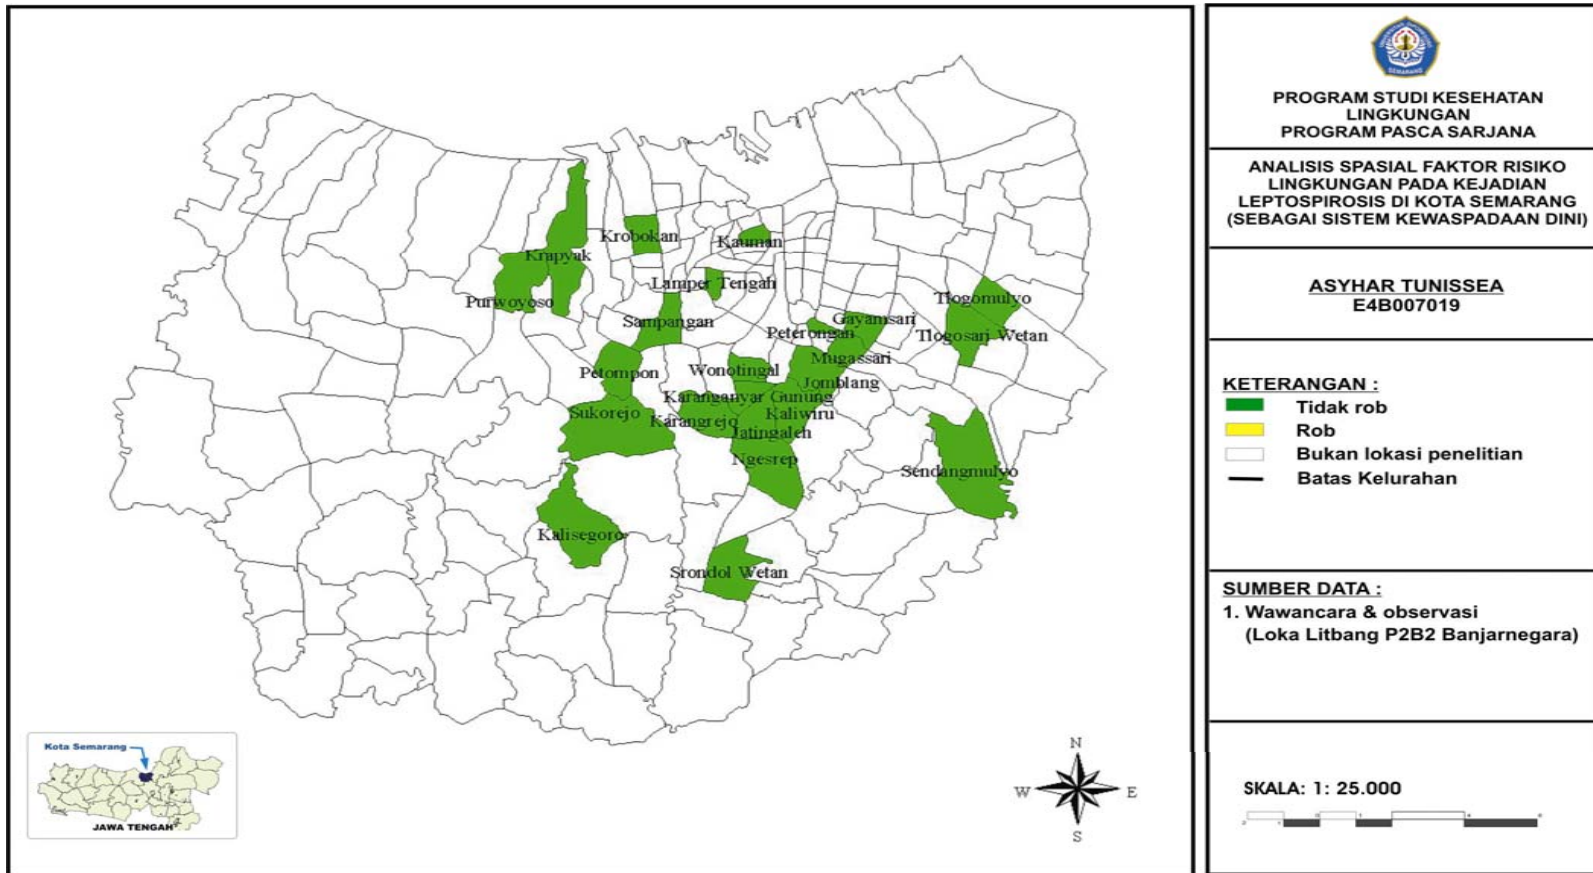 Krobokan
Kauman
Krapyak
Lamper Tengah
Purwoyoso
Tlogomulyo
Sampangan
Gayamsari
Peterongan
Tlogosari Wetan
Mugassari
Petompon
Wonotingal
Jomblang
Karanganyar Gunung
Sukorejo
Karangrejo
Kaliwiru
Jatingaleh
Ngesrep
Sendangmulyo
Kalisegoro
Srondol Wetan
Kota Semarang
JAWA TENGAH
N
W
E
S
SEMARANG
PROGRAM STUDI KESEHATAN
LINGKUNGAN
PROGRAM PASCA SARJANA
ANALISIS SPASIAL FAKTOR RISIKO
LINGKUNGAN PADA KEJADIAN
LEPTOSPIROSIS DI KOTA SEMARANG
(SEBAGAI SISTEM KEWASPADAAN DINI)
ASYHAR TUNISSEA
E4B007019
KETERANGAN :
Tidak rob
Rob
Bukan lokasi penelitian
Batas Kelurahan
SUMBER DATA :
1. Wawancara & observasi
(Loka Litbang P2B2 Banjarnegara)
SKALA: 1: 25.000